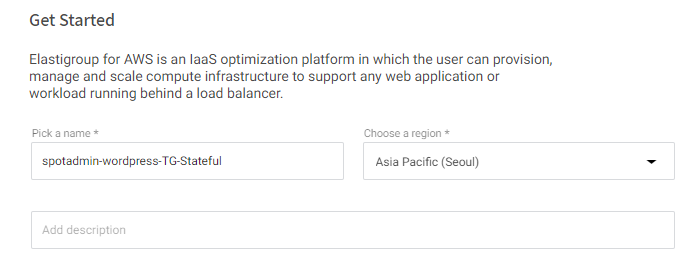 Get Started
Elastigroup for AWS is an IaaS optimization platform in which the user can provision,
manage and scale compute infrastructure to support any web application or
workload running behind a load balancer.
Pick a name *
Choose a region *
spotadmin-wordpress-TG-Stateful
Asia Pacific (Seoul)
Add description